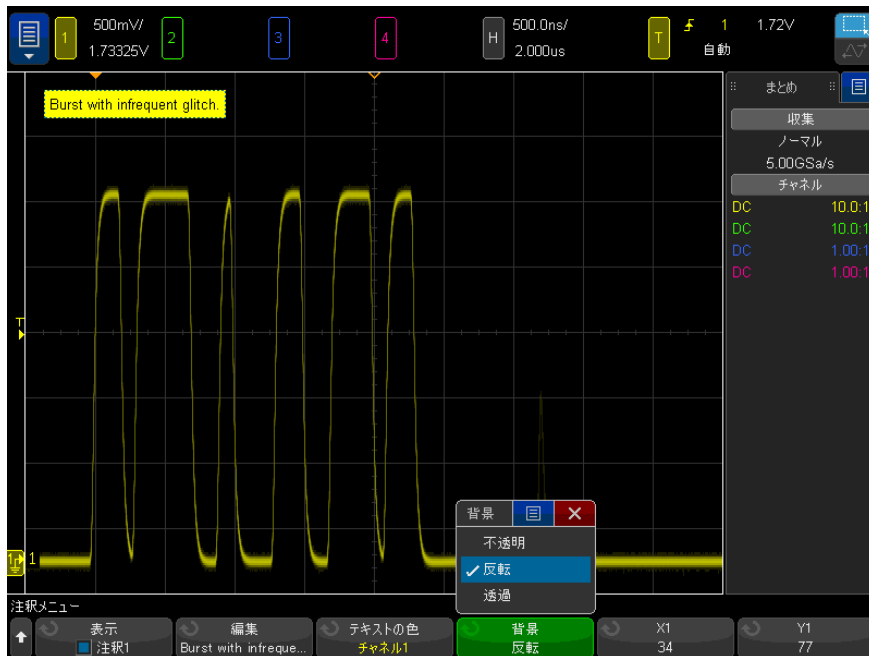 500mV/
1
1.73325V
2
3
4
H
500.0ns/
2.000us
T
1
1.72V
自動
Burst with infrequent glitch.
まとめ
収集
ノーマル
5.00GSa/s
チャネル
DC 10.0:1
DC 10.0:1
DC 1.00:1
DC 1.00:1
T
1
背景
不透明
反転
透過
注釈メニュー
表示
注釈1
編集
Burst with infreque...
テキストの色
チャネル1
背景
反転
X1
34
Y1
77